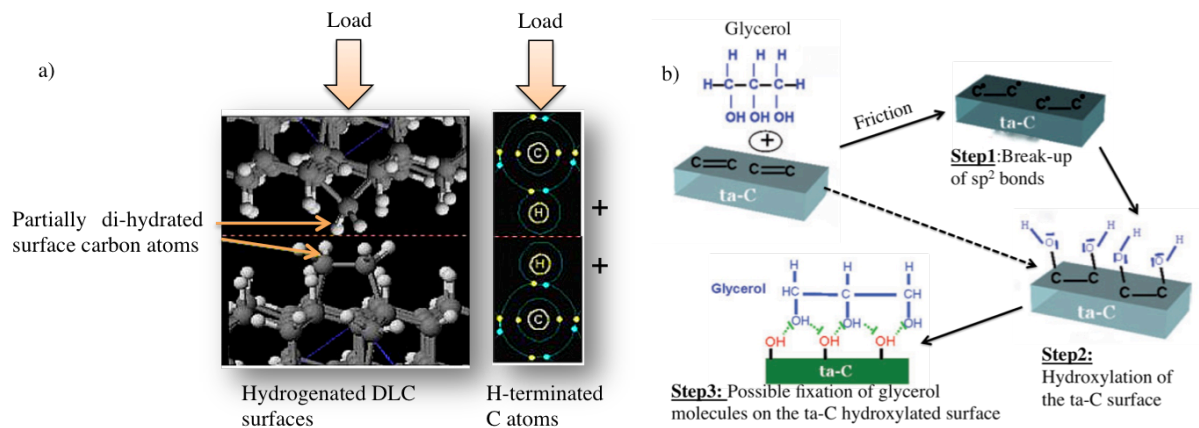 a)
Load
Load
Partially di-hydrated
surface carbon atoms
C
H
+
H
+
C
Hydrogenated DLC
surfaces
H-terminated
C atoms
b)
Glycerol
H H H
H—C—C—C—H
OH OH OH
+
C=C C=C
ta-C
Friction
C—C C—C
ta-C
Step1:Break-up
of sp² bonds
H H H H
O O O O
C—C C—C
ta-C
Step2:
Hydroxylation of
the ta-C surface
H H H
Glycerol HC C CH
OH OH OH
OH OH OH
ta-C
Step3: Possible fixation of glycerol
molecules on the ta-C hydroxylated surface